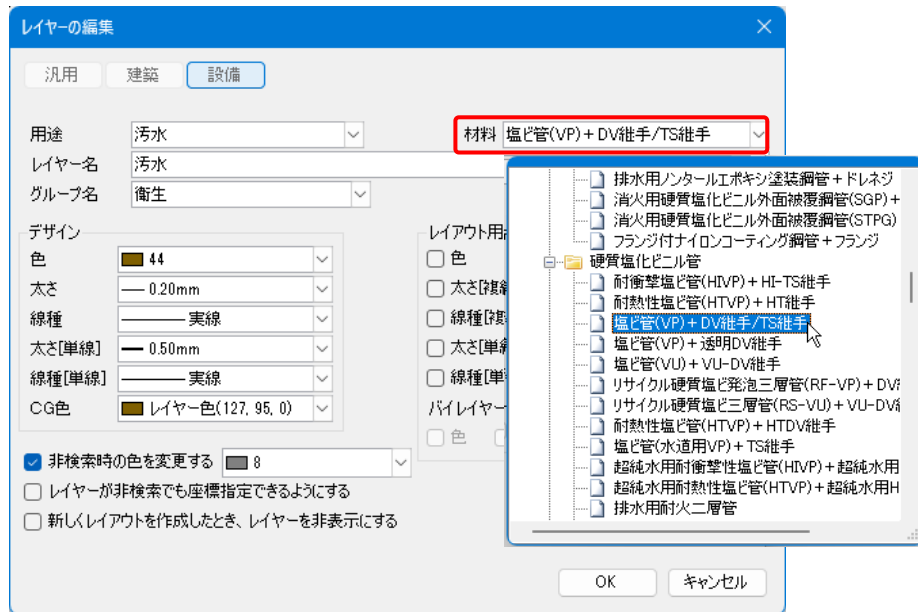 レイヤーの編集
汎用 建築 設備
用途 汚水 材料 塩ビ管(VP)+DV継手/TS継手
レイヤー名 汚水
グループ名 衛生
デザイン
色 44
太さ 0.20mm
線種 実線
太さ[単線] 0.50mm
線種[単線] 実線
CG色 レイヤー色(127, 95, 0)
レイアウト用
色
太さ[複線
線種[複
太さ[単線
線種[単
バイレイヤー
色
非検索時の色を変更する 8
レイヤーが非検索でも座標指定できるようにする
新しくレイアウトを作成したとき、レイヤーを非表示にする
排水用ノンタールエポキシ塗装鋼管+ドレネジ
消火用硬質塩化ビニル外面被覆鋼管(SGP)+
消火用硬質塩化ビニル外面被覆鋼管(STPG)
フランジ付ナイロンコーティング鋼管+フランジ
硬質塩化ビニル管
耐衝撃塩ビ管(HIVP)+HI-TS継手
耐熱性塩ビ管(HTVP)+HT継手
塩ビ管(VP)+DV継手/TS継手
塩ビ管(VP)+透明DV継手
塩ビ管(VU)+VU-DV継手
リサイクル硬質塩ビ発泡三層管(RF-VP)+DV
リサイクル硬質塩ビ三層管(RS-VU)+VU-DV
耐熱性塩ビ管(HTVP)+HTDV継手
塩ビ管(水道用VP)+TS継手
超純水用耐衝撃性塩ビ管(HIVP)+超純水用
超純水用耐熱性塩ビ管(HTVP)+超純水用H
排水用耐火二層管
OK キャンセル